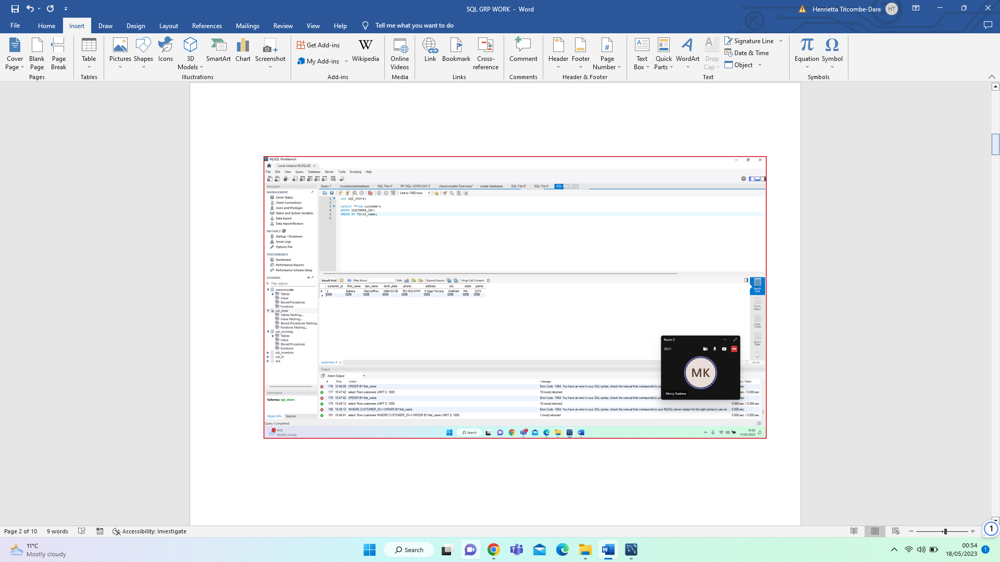 SQL GRP WORK - Word
Henrietta Titcombe-Dare HT
File Home Insert Draw Design Layout References Mailings Review View Help Tell me what you want to do
Cover Page Blank Page Page Break
Table
Pictures Shapes Icons 3D Models SmartArt Chart Screenshot
Get Add-ins
My Add-ins
Wikipedia
Online Videos
Link Bookmark Cross-reference
Comment
Header Footer Page Number
Text Box Quick Parts WordArt Drop Cap
Signature Line
Date & Time
Object
Equation Symbol
Pages Tables Illustrations Add-ins Media Links Comments Header & Footer Text Symbols
MySQL Workbench
Local instance MySQL80
File Edit View Query Database Server Tools Scripting Help
Navigator
MANAGEMENT
Server Status
Client Connections
Users and Privileges
Status and System Variables
Data Export
Data Import/Restore
INSTANCE
Startup / Shutdown
Server Logs
Options File
PERFORMANCE
Dashboard
Performance Reports
Performance Schema Setup
SCHEMAS
Filter objects
classicmodels
Tables
Views
Stored Procedures
Functions
sql_store
Tables fetching...
Views fetching...
Stored Procedures fetching.
Functions fetching...
sql_invoicing
Tables
Views
Stored Procedures
Functions
sql_inventory
sql_hr
sys
Information
Schema: sql_store
Object Info Session
Query Completed
Query 1 mysqlsampledatabase SQL File 4* MY SQL WORK DAY 2 classicmodels Exercises* create-databases SQL File 8* SQL File 9
Limit to 1000 rows
1 use sql_store;
2
3 select *from customers
4 WHERE CUSTOMER_ID=1
5 ORDER BY first_name;
6
Result Grid Filter Rows: Edit: Export/Import: Wrap Cell Content:
customer_id first_name last_name birth_date phone address city state points
1 Babara MacCaffrey 1986-03-28 781-932-9754 0 Sage Terrace Waltham MA 2273
NULL NULL NULL NULL NULL NULL NULL NULL NULL
Result Grid
Form Editor
Field Types
Query Stats
Room 3
38:31
MK
Mercy Kadewa
customers 4
Revert
Output
Action Output
# Time Action Message
176 10:46:08 ORDER BY first_name Error Code: 1064. You have an error in your SQL syntax; check the manual that corresponds to
177 10:47:42 select *from customers LIMIT 0, 1000 10 row(s) returned
178 10:47:42 ORDER BY first_name Error Code: 1064. You have an error in your SQL syntax; check the manual that corresponds to
179 10:48:12 select *from customers LIMIT 0, 1000 10 row(s) returned 0.000 sec / 0.000 sec
180 10:48:12 WHERE CUSTOMER_ID=1 ORDER BY first_name Error Code: 1064. You have an error in your SQL syntax; check the manual that corresponds to your MySQL server version for the right syntax to use ne... 0.000 sec
181 10:48:41 select *from customers WHERE CUSTOMER_ID=1 ORDER BY first_name LIMIT 0, 1000 1 row(s) returned 0.000 sec / 0.000 sec
11°C
Mostly cloudy
Search
10:52
11/05/2023
Page 2 of 10 9 words Accessibility: Investigate
1
11°C
Mostly cloudy
Search
00:54
18/05/2023
1